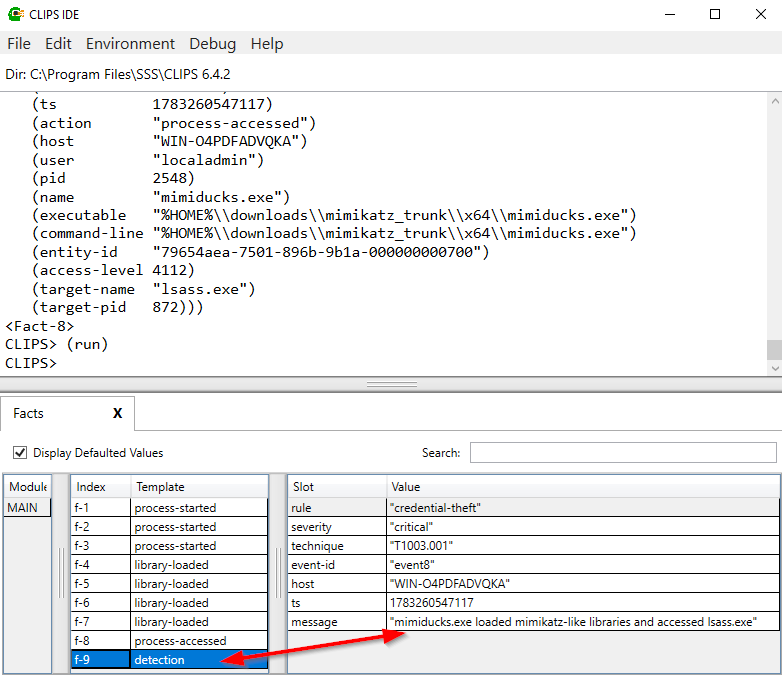 CLIPS IDE
File Edit Environment Debug Help
Dir: C:\Program Files\SSS\CLIPS 6.4.2
(ts 1783260547117)
(action "process-accessed")
(host "WIN-O4PDFADVQKA")
(user "localadmin")
(pid 2548)
(name "mimiducks.exe")
(executable "%HOME%\\downloads\\mimikatz_trunk\\x64\\mimiducks.exe")
(command-line "%HOME%\\downloads\\mimikatz_trunk\\x64\\mimiducks.exe")
(entity-id "79654aea-7501-896b-9b1a-000000000700")
(access-level 4112)
(target-name "lsass.exe")
(target-pid 872)))
<Fact-8>
CLIPS> (run)
CLIPS>
Facts X
Display Defaulted Values Search:
Module Index Template Slot Value
MAIN f-1 process-started rule "credential-theft"
f-2 process-started severity "critical"
f-3 process-started technique "T1003.001"
f-4 library-loaded event-id "event8"
f-5 library-loaded host "WIN-O4PDFADVQKA"
f-6 library-loaded ts 1783260547117
f-7 library-loaded message "mimiducks.exe loaded mimikatz-like libraries and accessed lsass.exe"
f-8 process-accessed
f-9 detection